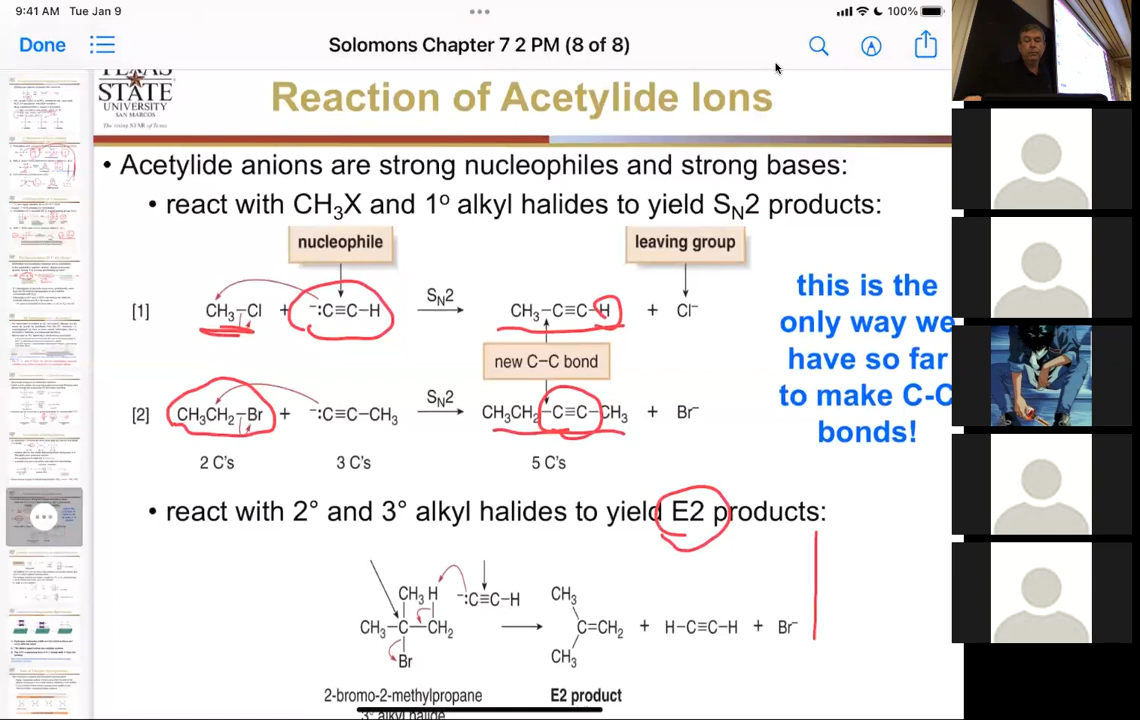 9:41 AM Tue Jan 9
100%
Done
Solomons Chapter 7 2 PM (8 of 8)
TEXAS
STATE
UNIVERSITY
SAN MARCOS
The rising STAR of Texas
Reaction of Acetylide Ions
• Acetylide anions are strong nucleophiles and strong bases:
• react with CH₃X and 1º alkyl halides to yield SN2 products:
nucleophile
leaving group
[1] CH₃–Cl + ⁻:C≡C–H SN2 → CH₃–C≡C–H + Cl⁻
new C–C bond
[2] CH₃CH₂–Br + ⁻:C≡C–CH₃ SN2 → CH₃CH₂–C≡C–CH₃ + Br⁻
2 C's 3 C's 5 C's
this is the
only way we
have so far
to make C-C
bonds!
• react with 2° and 3° alkyl halides to yield E2 products:
CH₃ H ⁻:C≡C–H CH₃
CH₃–C–CH₂ → C=CH₂ + H–C≡C–H + Br⁻
Br CH₃
2-bromo-2-methylpropane E2 product
3° alkyl halide